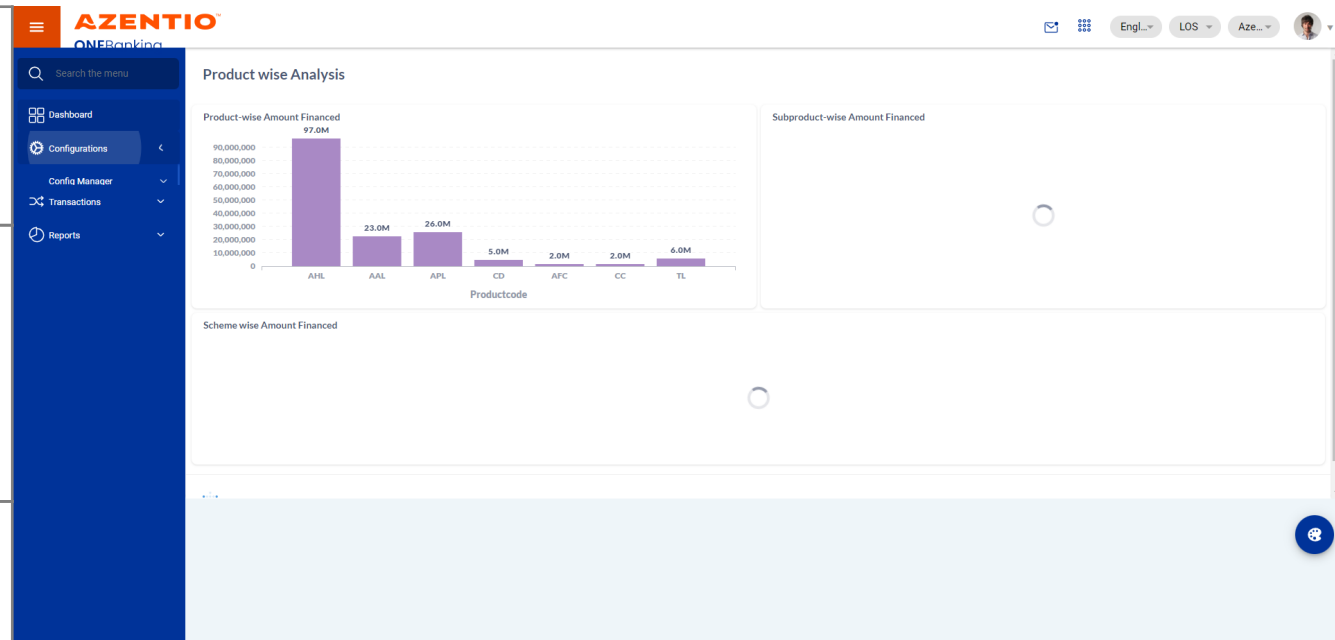 AZENTIO
ONEBanking
Engl...
LOS
Aze...
Search the menu
Dashboard
Configurations
Config Manager
Transactions
Reports
Product wise Analysis
Product-wise Amount Financed
97.0M
90,000,000
80,000,000
70,000,000
60,000,000
50,000,000
40,000,000
30,000,000
20,000,000
10,000,000
0
23.0M
26.0M
5.0M
2.0M
2.0M
6.0M
AHL AAL APL CD AFC CC TL
Productcode
Subproduct-wise Amount Financed
Scheme wise Amount Financed